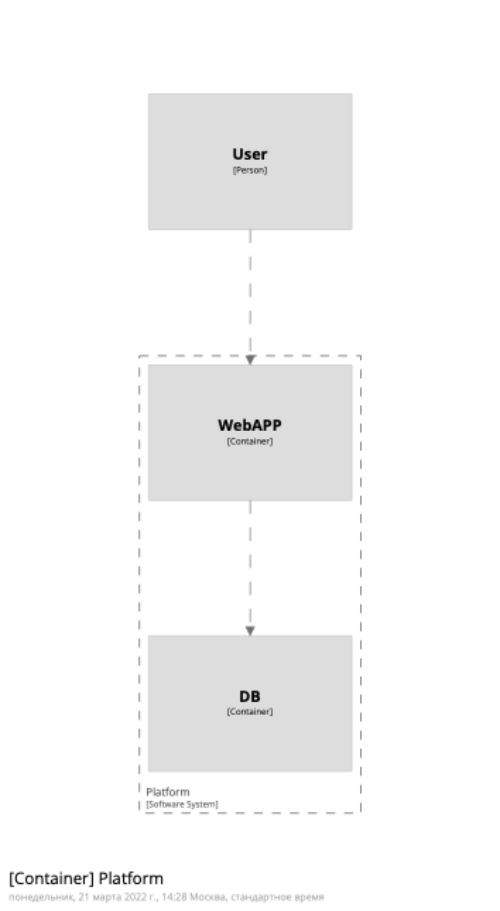 User
[Person]
WebAPP
[Container]
DB
[Container]
Platform
[Software System]
[Container] Platform
понедельник, 21 марта 2022 г., 14:28 Москва, стандартное время